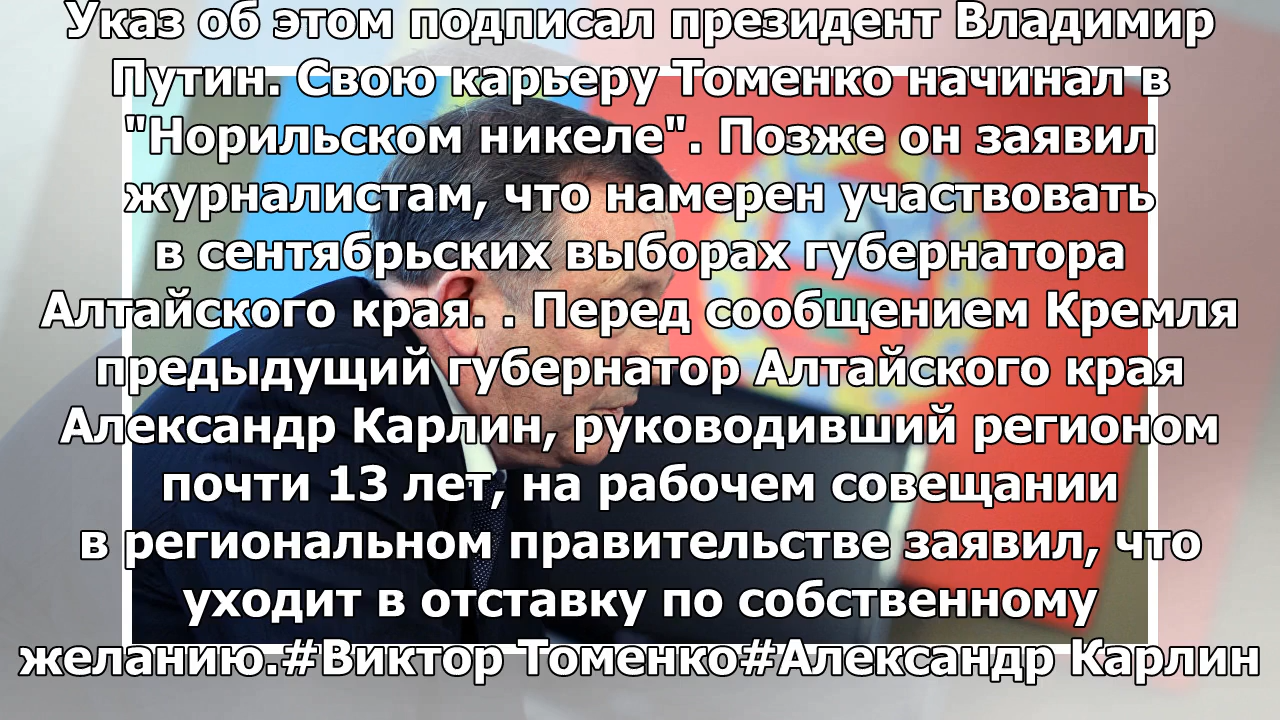 Указ об этом подписал президент Владимир
Путин. Свою карьеру Томенко начинал в
"Норильском никеле". Позже он заявил
журналистам, что намерен участвовать
в сентябрьских выборах губернатора
Алтайского края. . Перед сообщением Кремля
предыдущий губернатор Алтайского края
Александр Карлин, руководивший регионом
почти 13 лет, на рабочем совещании
в региональном правительстве заявил, что
уходит в отставку по собственному
желанию.#Виктор Томенко#Александр Карлин